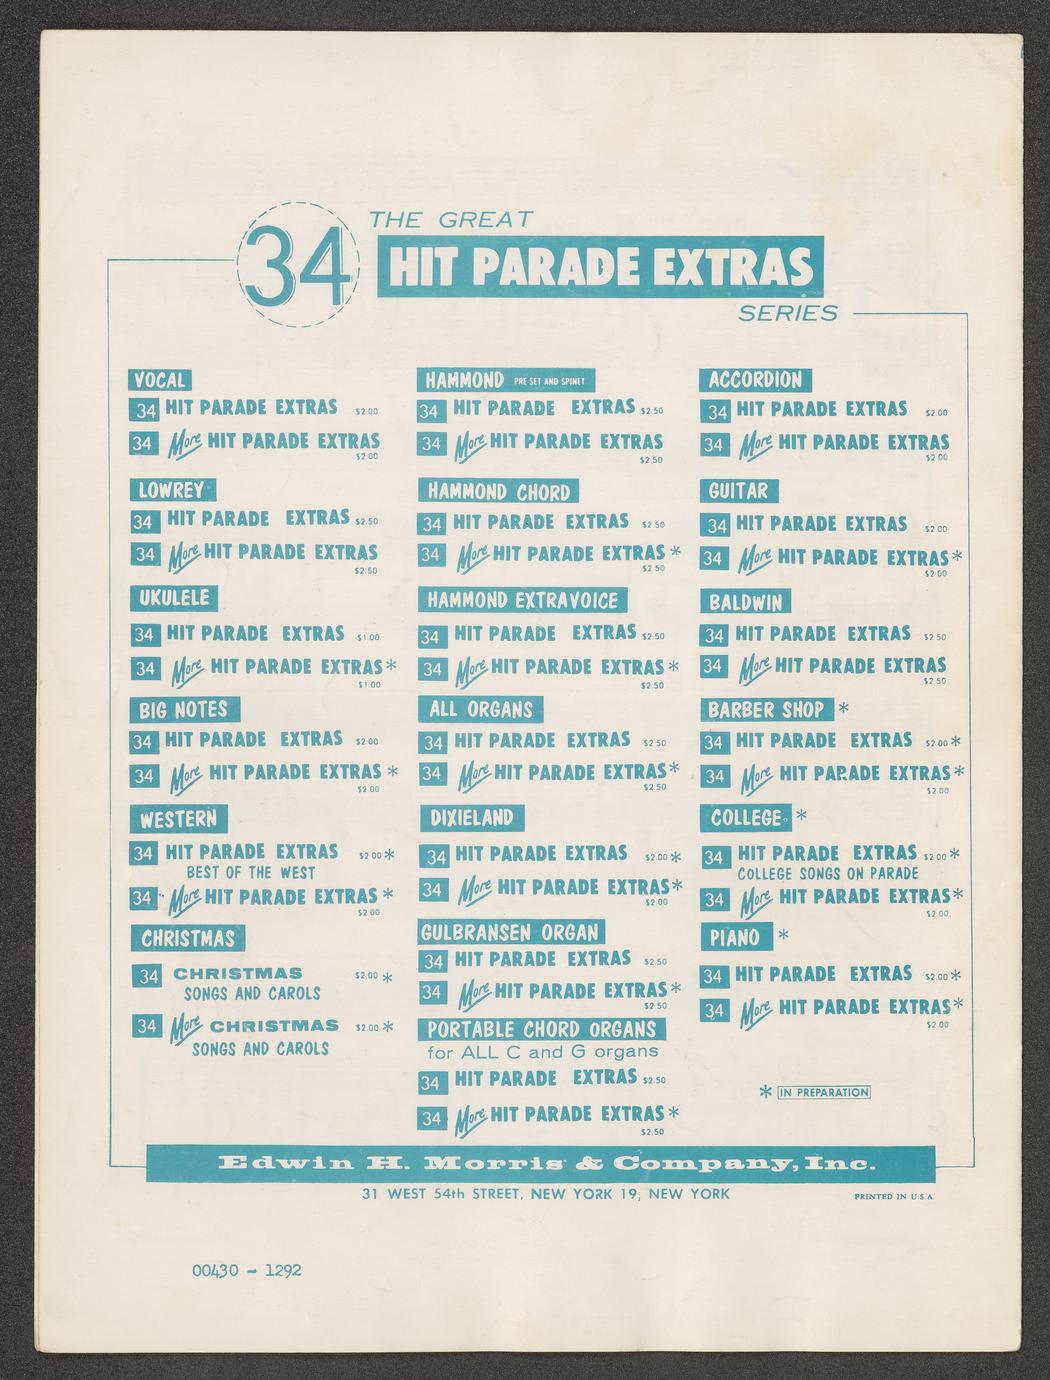 34
THE GREAT
HIT PARADE EXTRAS
SERIES
VOCAL
34 HIT PARADE EXTRAS $2.00
34 More HIT PARADE EXTRAS
$2.00
LOWREY
34 HIT PARADE EXTRAS $2.50
34 More HIT PARADE EXTRAS
$2.50
UKULELE
34 HIT PARADE EXTRAS $1.00
34 More HIT PARADE EXTRAS *
$1.00
BIG NOTES
34 HIT PARADE EXTRAS $2.00
34 More HIT PARADE EXTRAS *
$2.00
WESTERN
34 HIT PARADE EXTRAS $2.00 *
BEST OF THE WEST
34 More HIT PARADE EXTRAS *
$2.00
CHRISTMAS
34 CHRISTMAS $2.00 *
SONGS AND CAROLS
34 More CHRISTMAS $2.00 *
SONGS AND CAROLS
HAMMOND PRE SET AND SPINET
34 HIT PARADE EXTRAS $2.50
34 More HIT PARADE EXTRAS
$2.50
HAMMOND CHORD
34 HIT PARADE EXTRAS $2.50
34 More HIT PARADE EXTRAS *
$2.50
HAMMOND EXTRAVOICE
34 HIT PARADE EXTRAS $2.50
34 More HIT PARADE EXTRAS *
$2.50
ALL ORGANS
34 HIT PARADE EXTRAS $2.50
34 More HIT PARADE EXTRAS *
$2.50
DIXIELAND
34 HIT PARADE EXTRAS $2.00 *
34 More HIT PARADE EXTRAS *
$2.00
GULBRANSEN ORGAN
34 HIT PARADE EXTRAS $2.50
34 More HIT PARADE EXTRAS *
$2.50
PORTABLE CHORD ORGANS
for ALL C and G organs
34 HIT PARADE EXTRAS $2.50
34 More HIT PARADE EXTRAS *
$2.50
ACCORDION
34 HIT PARADE EXTRAS $2.00
34 More HIT PARADE EXTRAS
$2.00
GUITAR
34 HIT PARADE EXTRAS $2.00
34 More HIT PARADE EXTRAS *
$2.00
BALDWIN
34 HIT PARADE EXTRAS $2.50
34 More HIT PARADE EXTRAS
$2.50
BARBER SHOP *
34 HIT PARADE EXTRAS $2.00 *
34 More HIT PARADE EXTRAS *
$2.00
COLLEGE *
34 HIT PARADE EXTRAS $2.00 *
COLLEGE SONGS ON PARADE
34 More HIT PARADE EXTRAS *
$2.00
PIANO *
34 HIT PARADE EXTRAS $2.00 *
34 More HIT PARADE EXTRAS *
$2.00
* IN PREPARATION
Edwin H. Morris & Company, Inc.
31 WEST 54th STREET, NEW YORK 19, NEW YORK
PRINTED IN U.S.A.
00430 - 1292